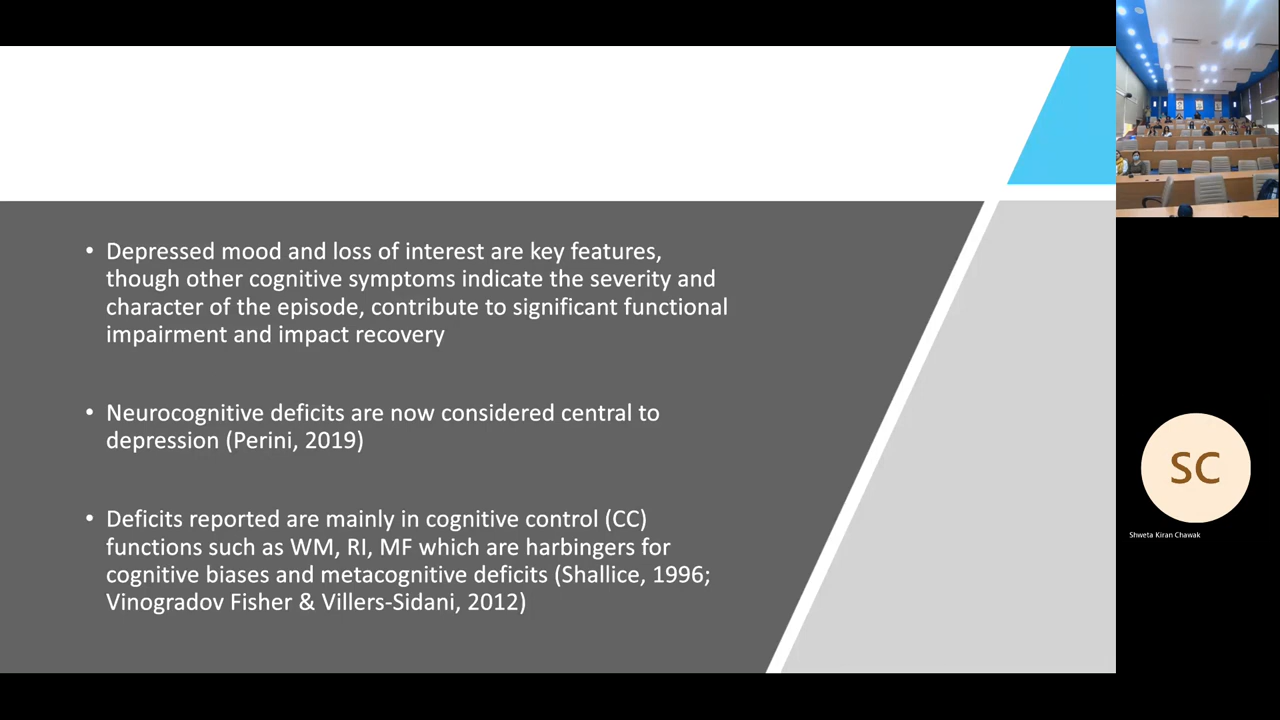 • Depressed mood and loss of interest are key features,
though other cognitive symptoms indicate the severity and
character of the episode, contribute to significant functional
impairment and impact recovery
• Neurocognitive deficits are now considered central to
depression (Perini, 2019)
• Deficits reported are mainly in cognitive control (CC)
functions such as WM, RI, MF which are harbingers for
cognitive biases and metacognitive deficits (Shallice, 1996;
Vinogradov Fisher & Villers-Sidani, 2012)
SC
Shweta Kiran Chawak